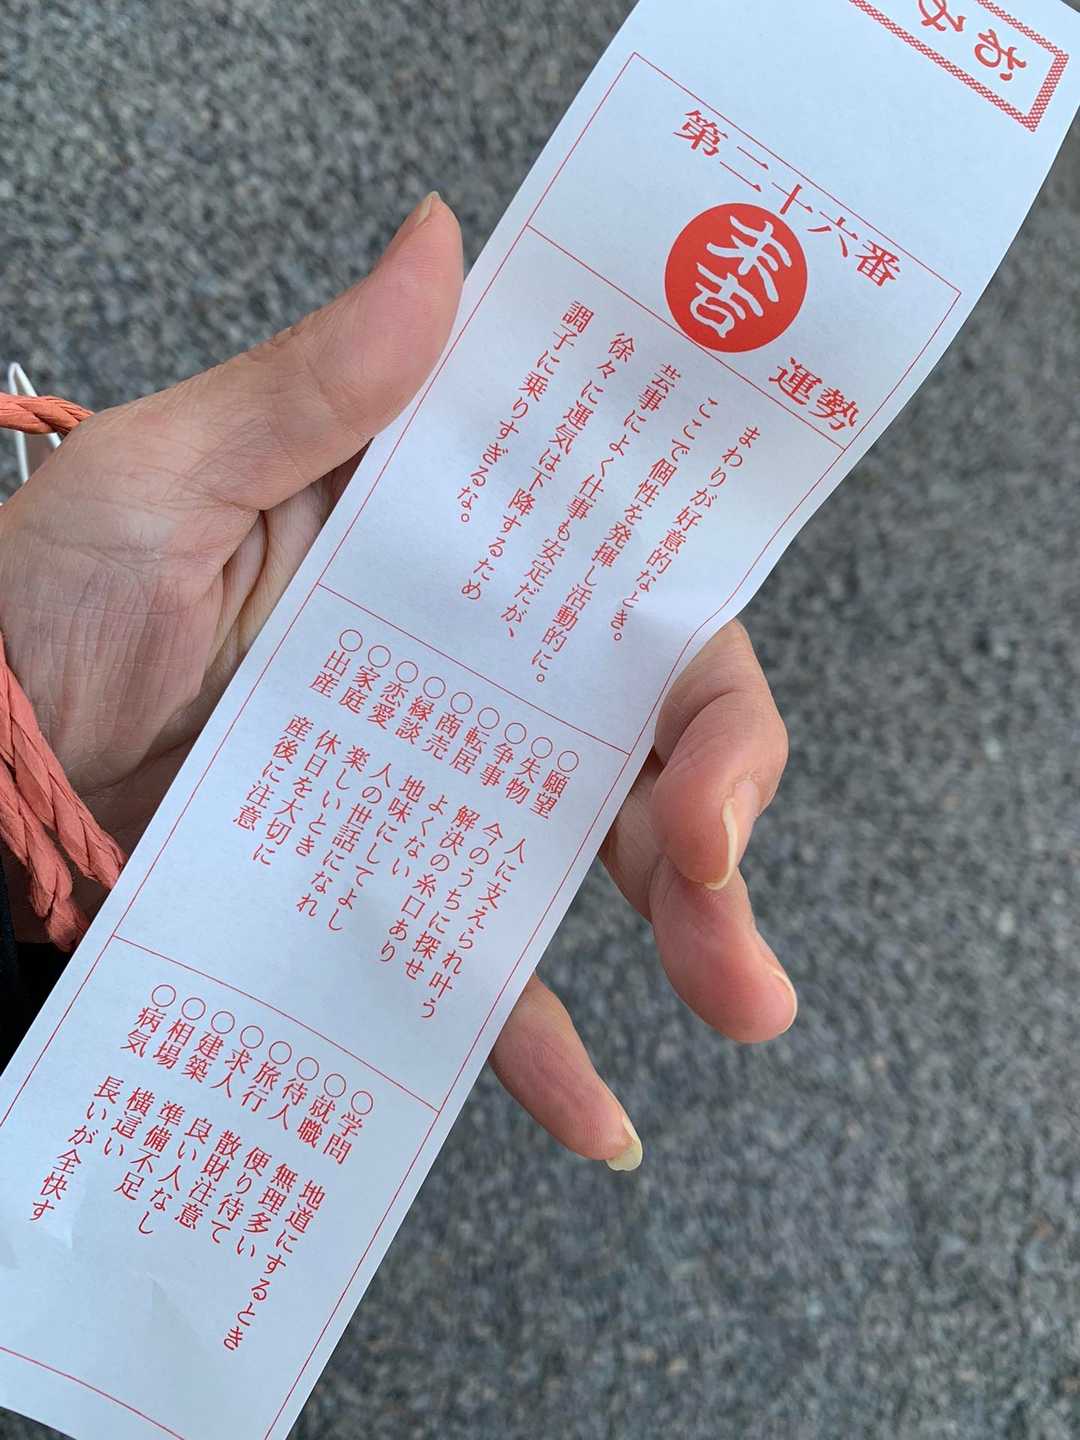 おみ
第二十六番
末吉
運勢
まわりが好意的なとき。
ここで個性を発揮し活動的に。
芸事によく仕事も安定だが、
徐々に運気は下降するため
調子に乗りすぎるな。
○願望 人に支えられ叶う
○失物 今のうちに探せ
○争事 解決の糸口あり
○転居 よくない
○商売 地味にしてよし
○縁談 人の世話になれ
○恋愛 楽しいとき
○家庭 休日を大切に
○出産 産後に注意
○学問 地道にするとき
○就職 無理多い
○待人 便り待て
○旅行 散財注意
○求人 良い人なし
○建築 準備不足
○相場 横這い
○病気 長いが全快す